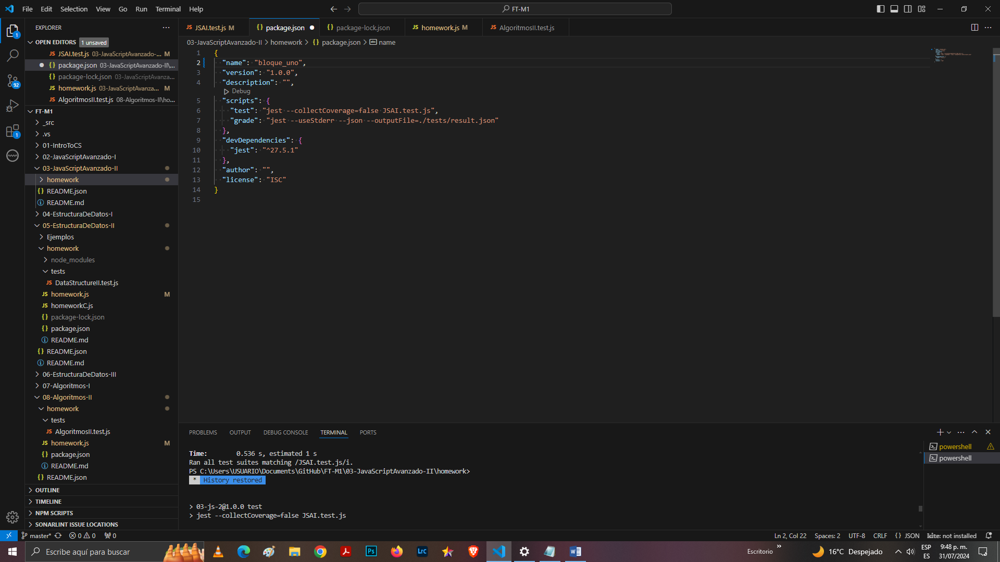 File Edit Selection View Go Run Terminal Help
FT-M1
EXPLORER
OPEN EDITORS 1 unsaved
JSAI.test.js 03-JavaScriptAvanzado-... M
package.json 03-JavaScriptAvanzado-II\...
package-lock.json 03-JavaScriptAvanza...
homework.js 03-JavaScriptAvanza... M
AlgoritmosII.test.js 08-Algoritmos-II\ho...
FT-M1
_src
.vs
01-IntroToCS
02-JavaScriptAvanzado-I
03-JavaScriptAvanzado-II
homework
README.json
README.md
04-EstructuraDeDatos-I
05-EstructuraDeDatos-II
Ejemplos
homework
node_modules
tests
DataStructureII.test.js
homework.js M
homeworkC.js
package-lock.json
package.json
README.md
README.json
README.md
06-EstructuraDeDatos-III
07-Algoritmos-I
08-Algoritmos-II
homework
tests
AlgoritmosII.test.js
homework.js M
package.json
README.md
README.json
OUTLINE
TIMELINE
NPM SCRIPTS
SONARLINT ISSUE LOCATIONS
1
92
1
JSAI.test.js M
package.json
package-lock.json
homework.js M
AlgoritmosII.test.js
03-JavaScriptAvanzado-II > homework > {} package.json > name
1 {
2 "name": "bloque_uno",
3 "version": "1.0.0",
4 "description": "",
Debug
5 "scripts": {
6 "test": "jest --collectCoverage=false JSAI.test.js",
7 "grade": "jest --useStderr --json --outputFile=./tests/result.json"
8 },
9 "devDependencies": {
10 "jest": "^27.5.1"
11 },
12 "author": "",
13 "license": "ISC"
14 }
15
PROBLEMS OUTPUT DEBUG CONSOLE TERMINAL PORTS
Time: 0.536 s, estimated 1 s
Ran all test suites matching /JSAI.test.js/i.
PS C:\Users\USUARIO\Documents\GitHub\FT-M1\03-JavaScriptAvanzado-II\homework>
* History restored
> 03-js-2@1.0.0 test
> jest --collectCoverage=false JSAI.test.js
powershell
powershell
master* 0 0 0
Ln 2, Col 22 Spaces: 2 UTF-8 CRLF {} JSON kite: not installed
Escribe aquí para buscar
Ps
Lrc
Escritorio
16°C Despejado
ESP
ES
9:48 p. m.
31/07/2024